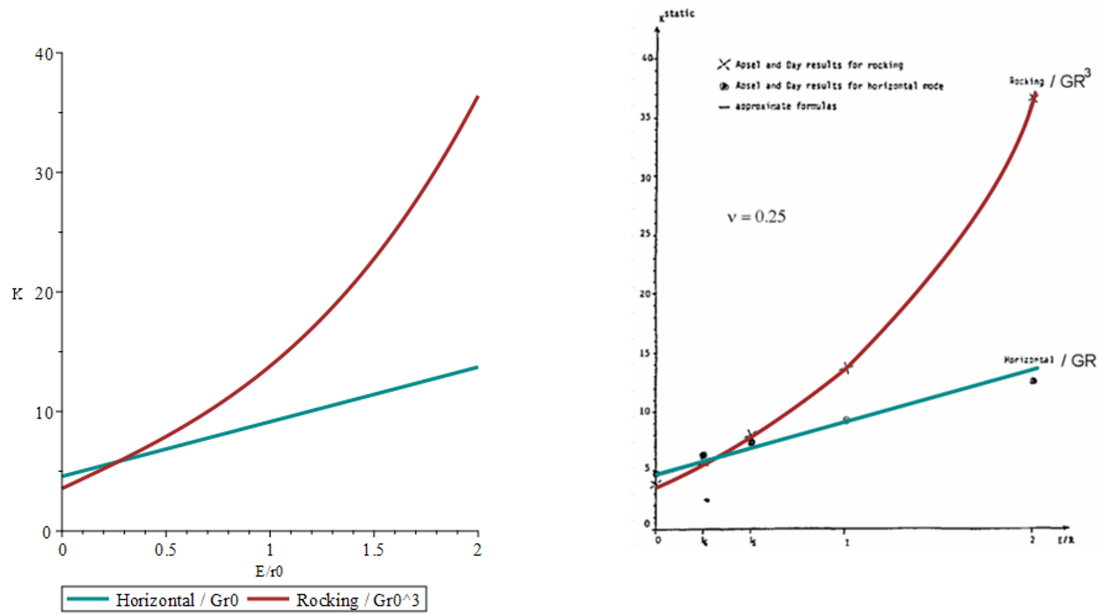 40
30
20
10
0
K
0
0.5
1
1.5
2
E/r0
Horizontal / Gr0
Rocking / Gr0^3
K static
Apsel and Day results for rocking
Apsel and Day results for horizontal mode
approximate formulas
Rocking / GR³
ν = 0.25
Horizontal / GR
40
35
30
25
20
15
10
5
0
0
1
2
E/R